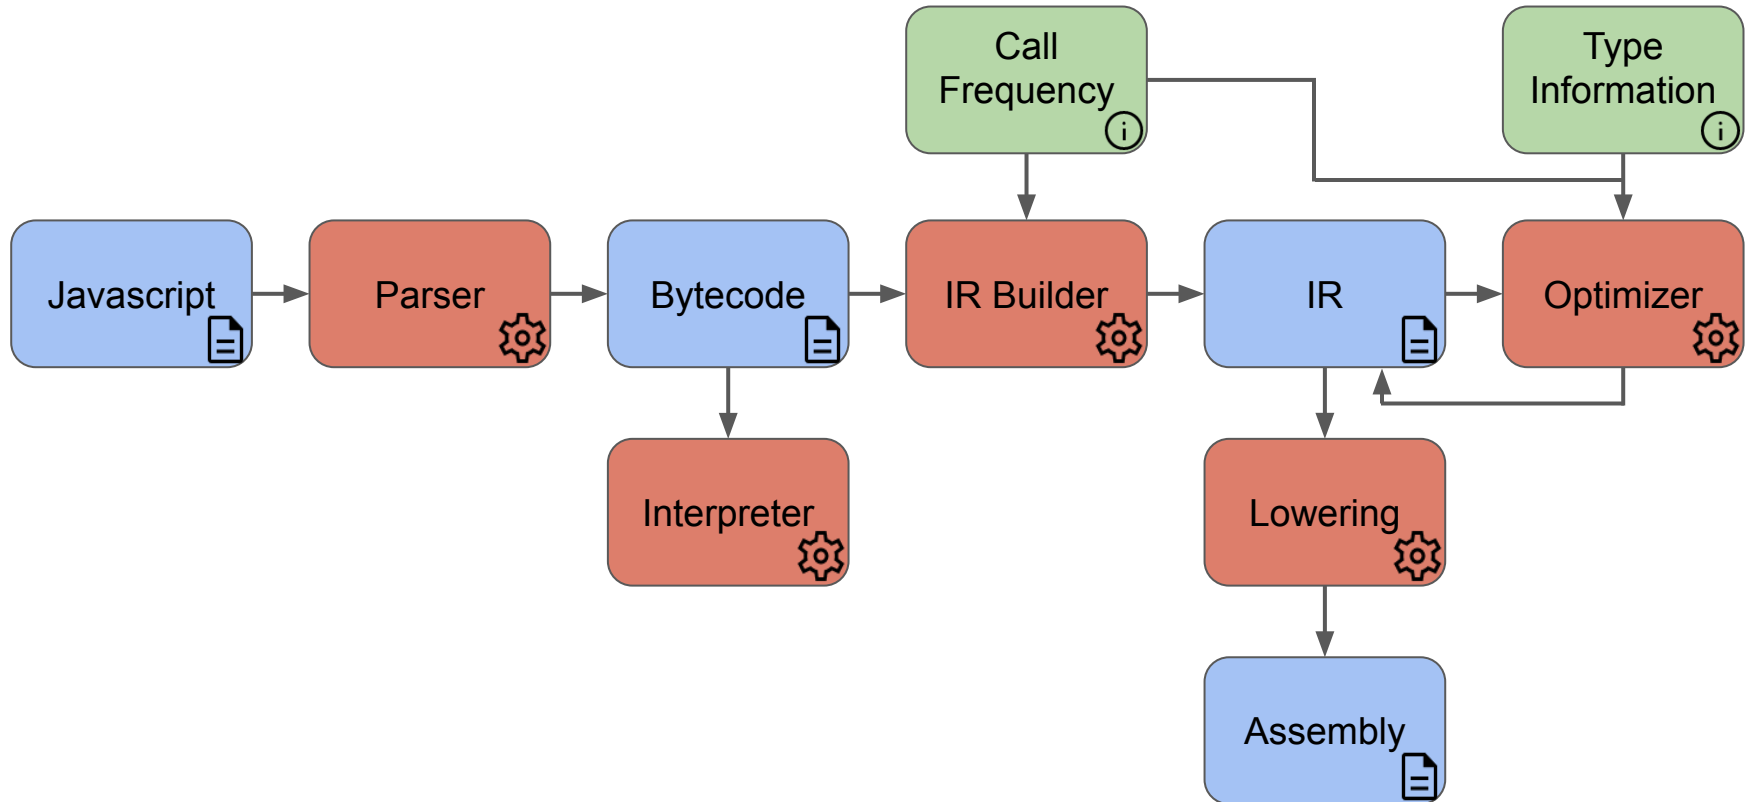 Call
Frequency
Type
Information
Javascript
Parser
Bytecode
IR Builder
IR
Optimizer
Interpreter
Lowering
Assembly